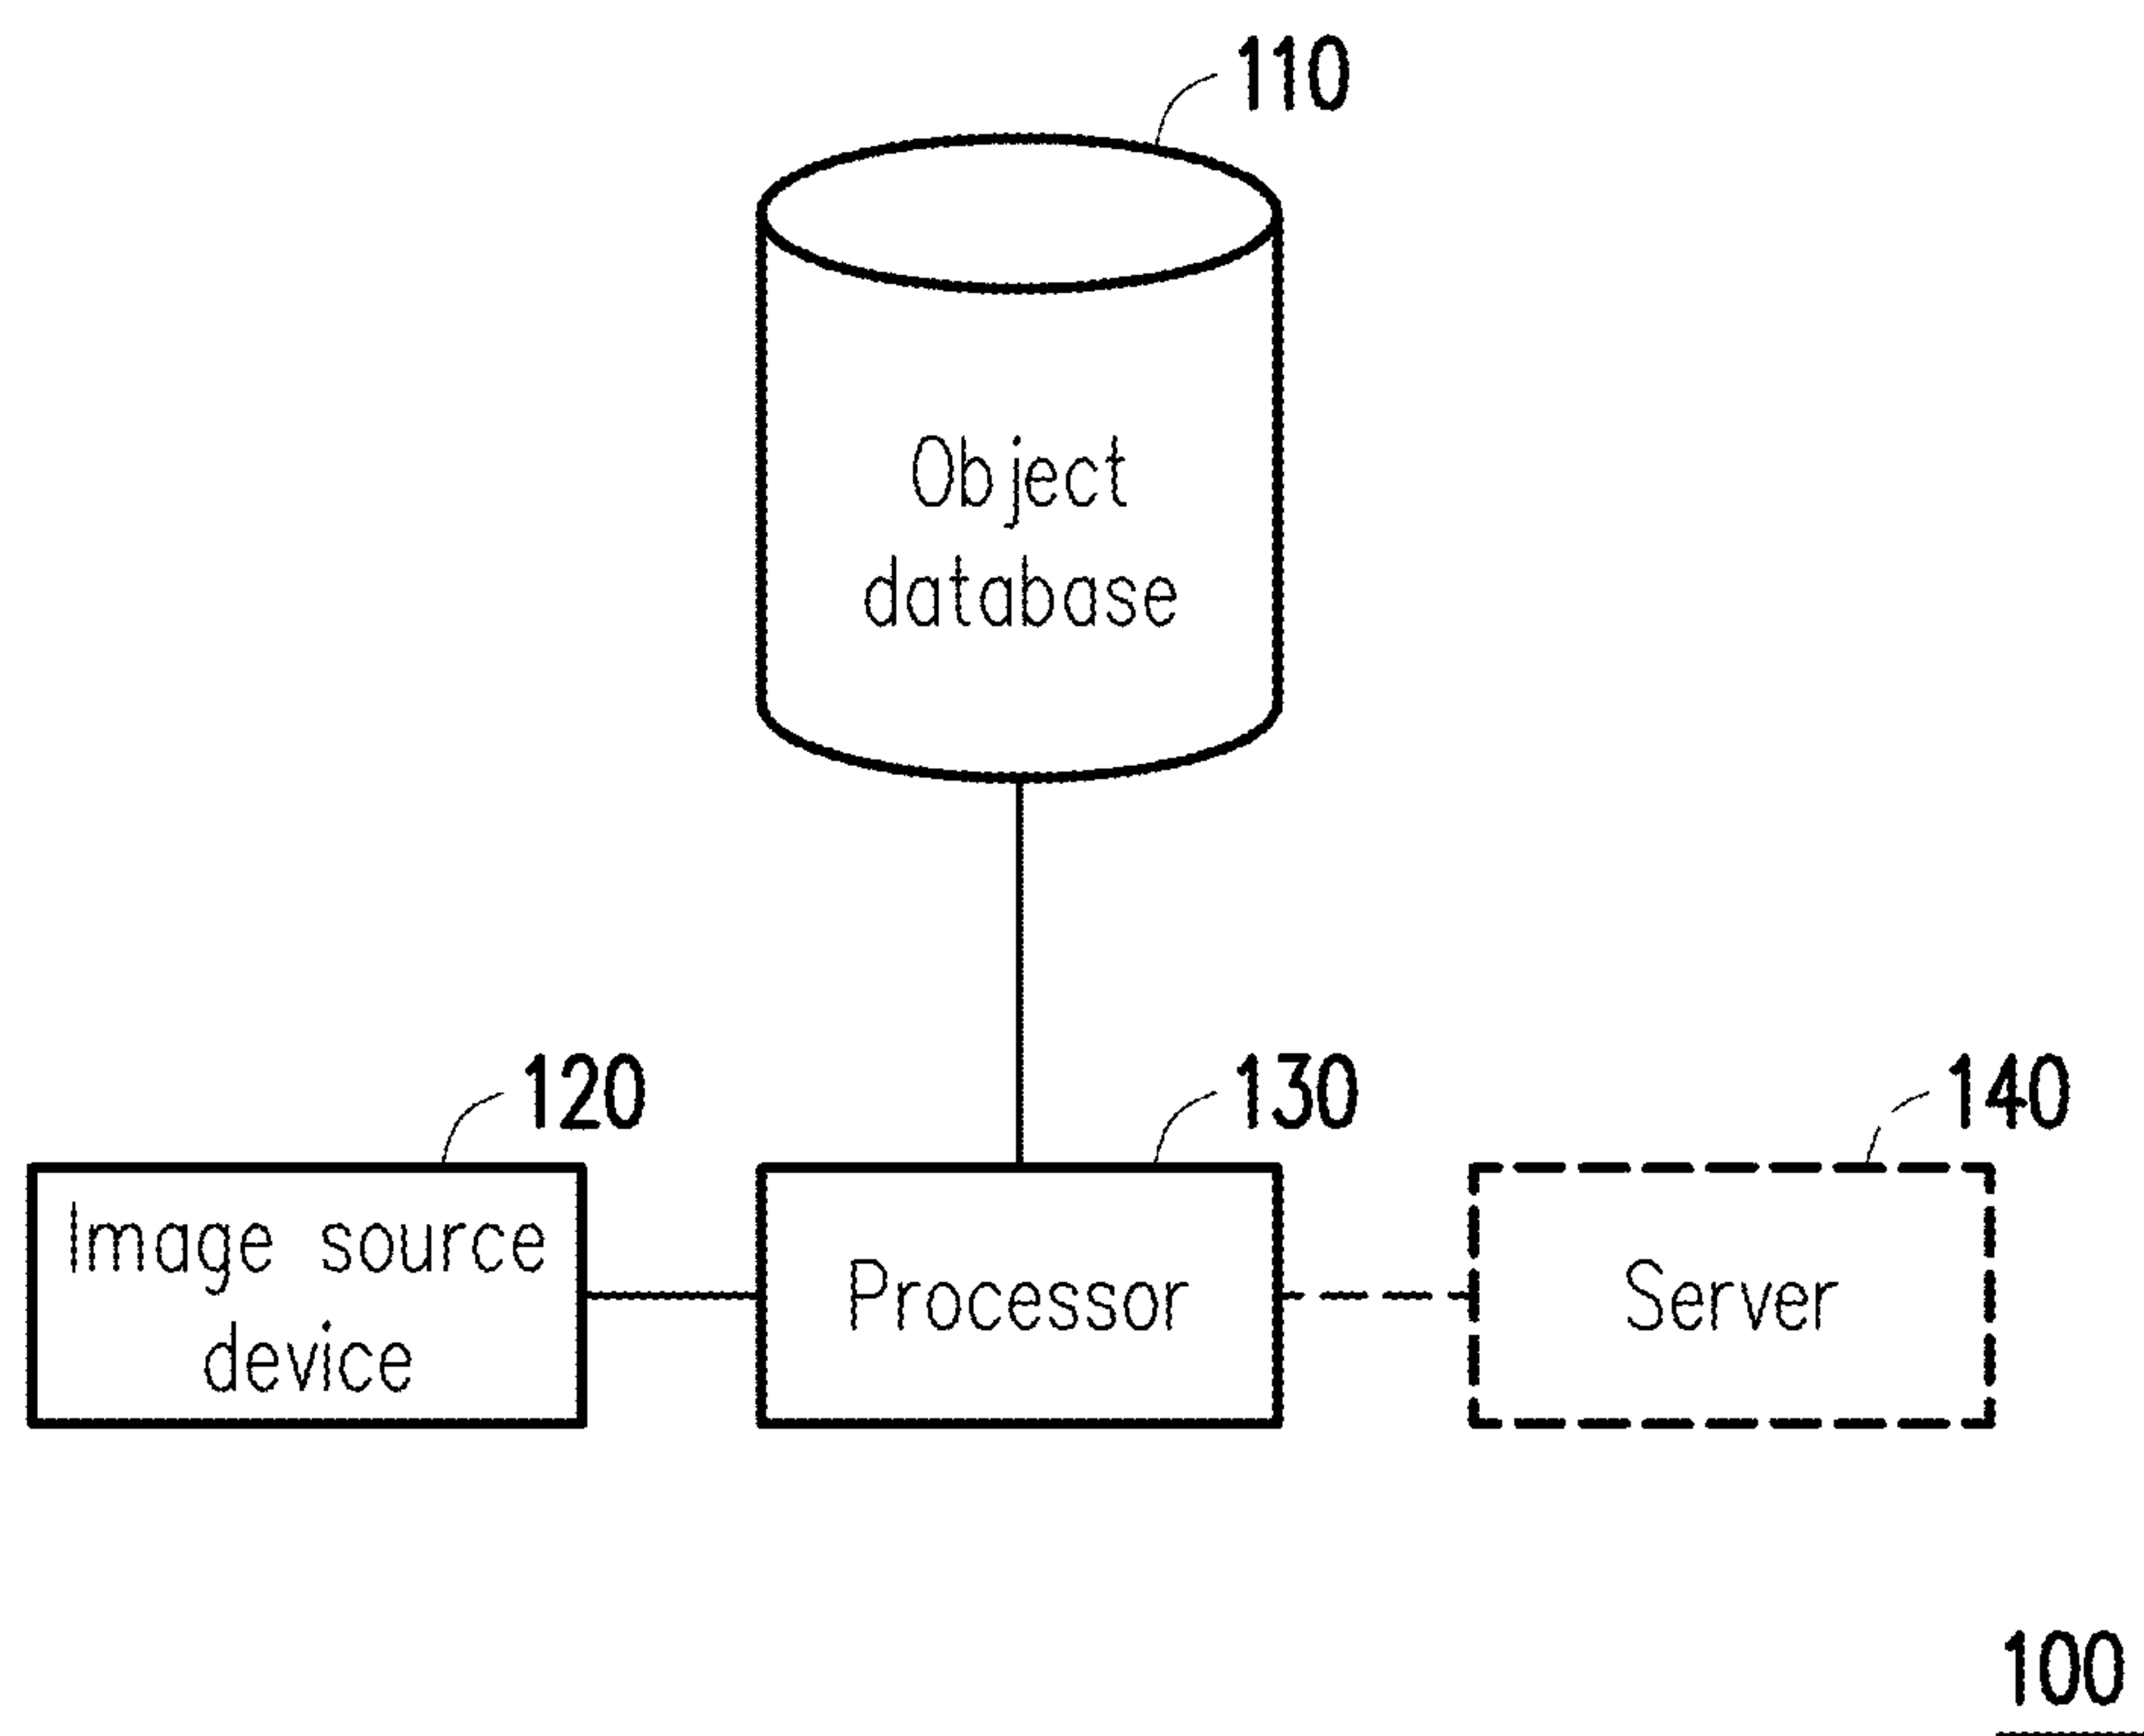 110
Object
database
120
130
140
Image source
device
Processor
Server
100